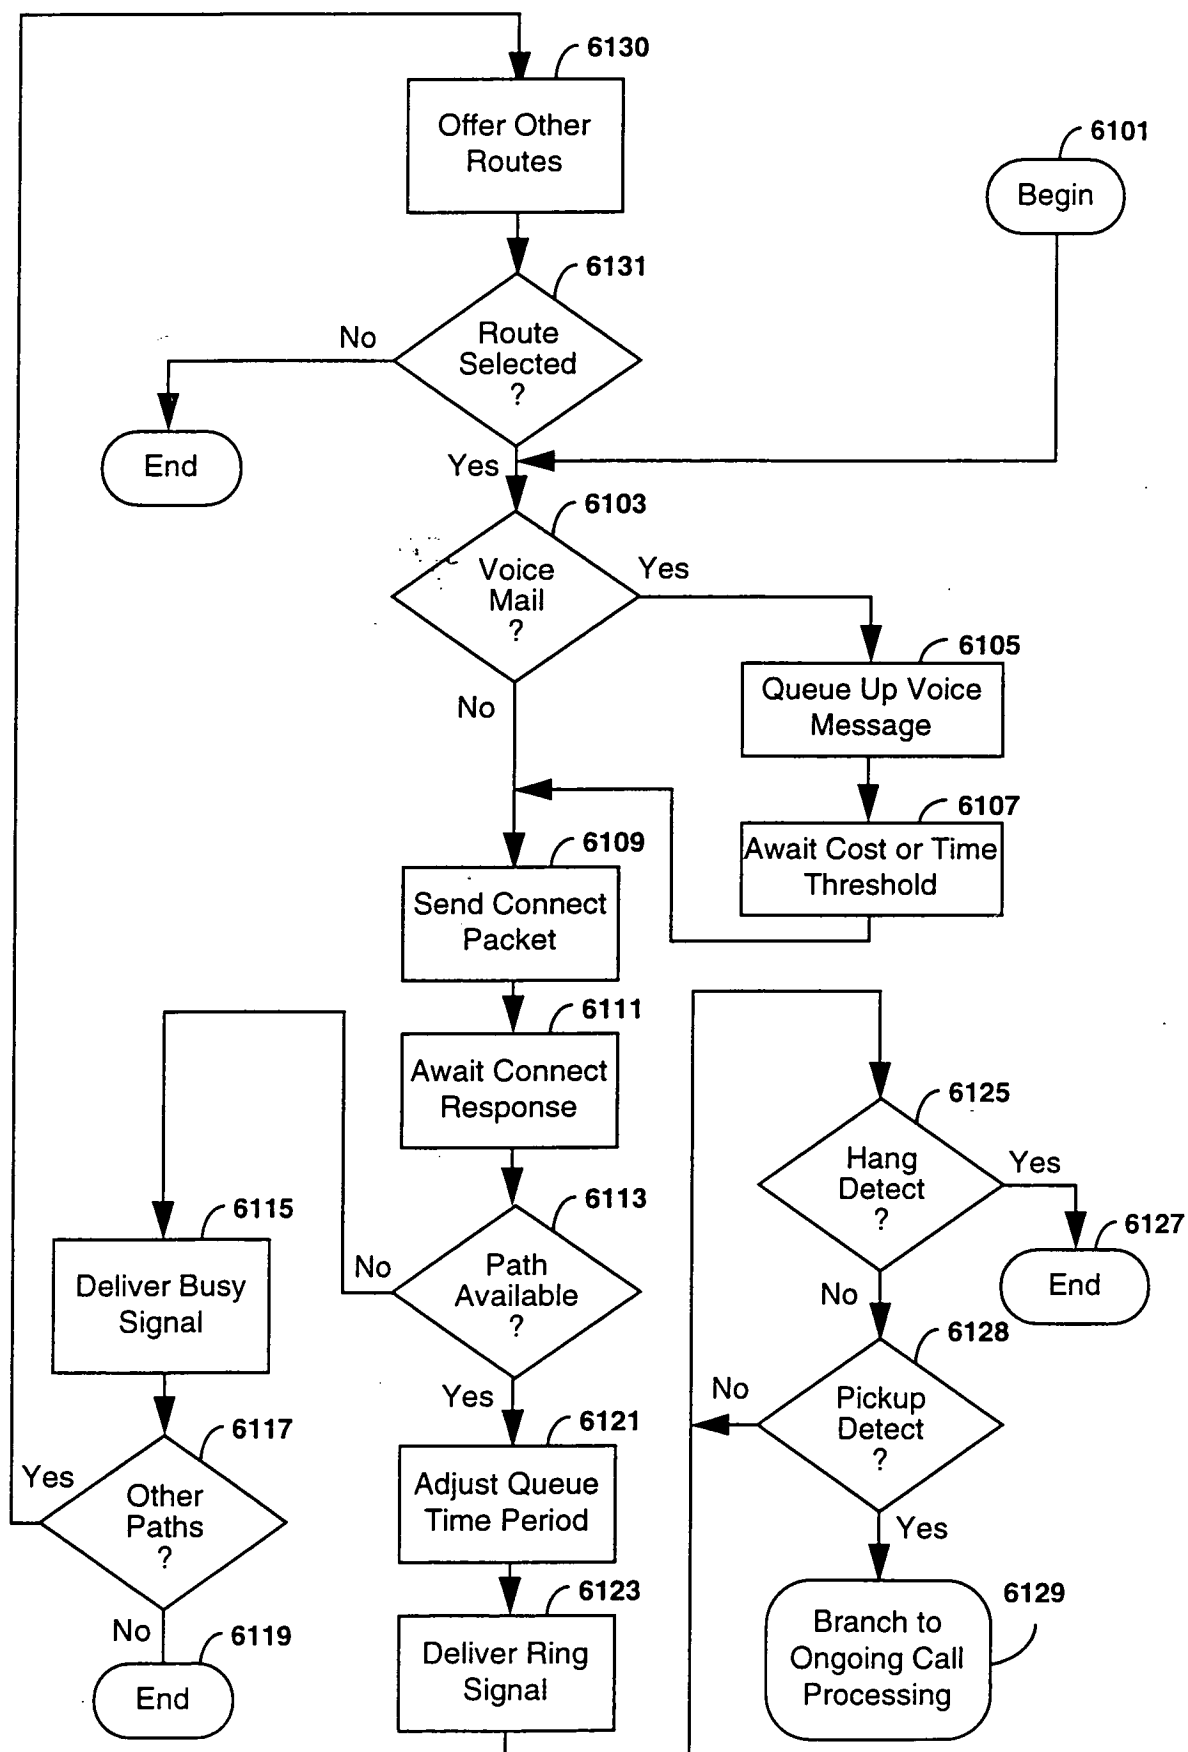 6130
Offer Other
Routes
6101
Begin
6131
Route
Selected
?
No
End
Yes
6103
Voice
Mail
?
Yes
No
6105
Queue Up Voice
Message
6107
Await Cost or Time
Threshold
6109
Send Connect
Packet
6111
Await Connect
Response
6113
Path
Available
?
No
6115
Deliver Busy
Signal
6117
Other
Paths
?
Yes
No
6119
End
Yes
6121
Adjust Queue
Time Period
6123
Deliver Ring
Signal
6125
Hang
Detect
?
Yes
6127
End
No
6128
Pickup
Detect
?
No
Yes
6129
Branch to
Ongoing Call
Processing